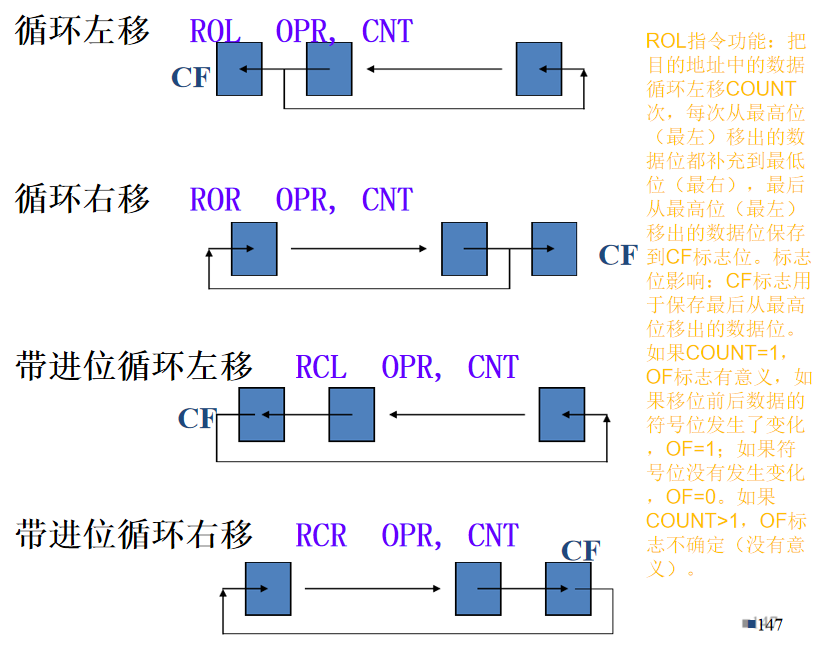 循环左移 ROL OPR, CNT
CF
循环右移 ROR OPR, CNT
CF
带进位循环左移 RCL OPR, CNT
CF
带进位循环右移 RCR OPR, CNT
CF
ROL指令功能：把
目的地址中的数据
循环左移COUNT
次，每次从最高位
（最左）移出的数
据位都补充到最低
位（最右），最后
从最高位（最左）
移出的数据位保存
到CF标志位。标志
位影响：CF标志用
于保存最后从最高
位移出的数据位。
如果COUNT=1，
OF标志有意义，如
果移位前后数据的
符号位发生了变化
，OF=1；如果符
号位没有发生变化
，OF=0。如果
COUNT>1，OF标
志不确定（没有意
义）。
147